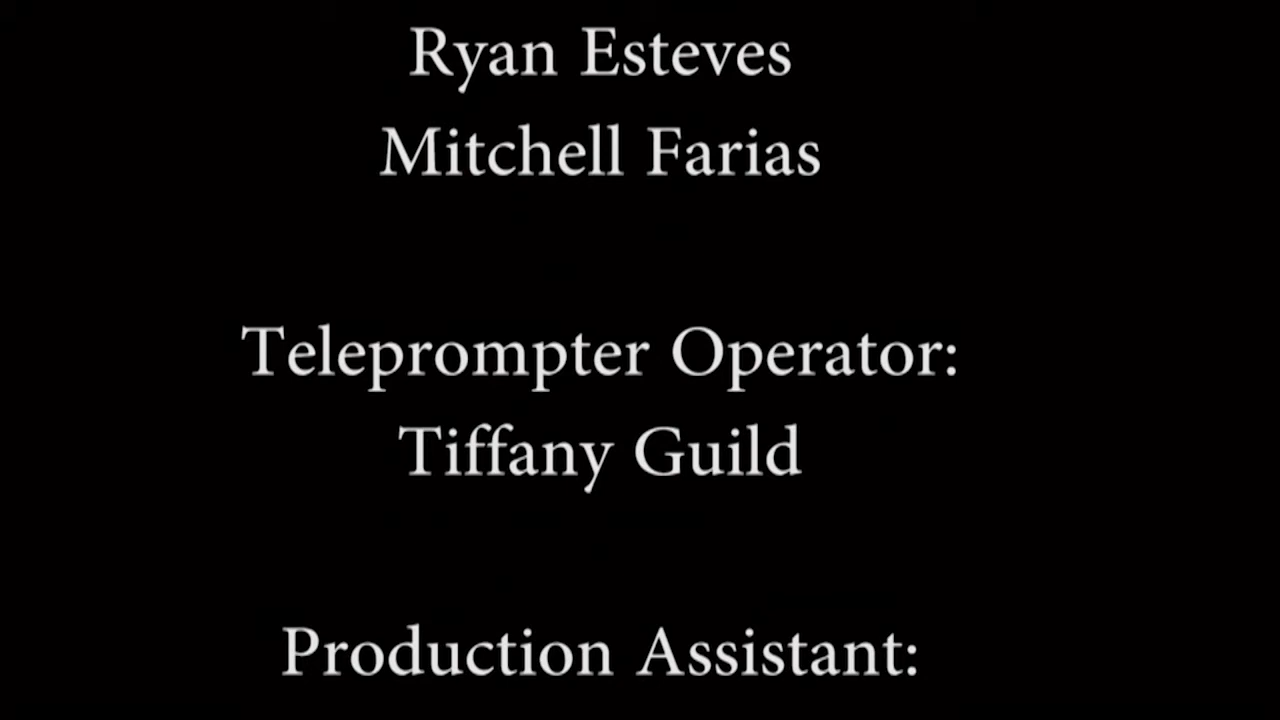 Ryan Esteves
Mitchell Farias
Teleprompter Operator:
Tiffany Guild
Production Assistant: